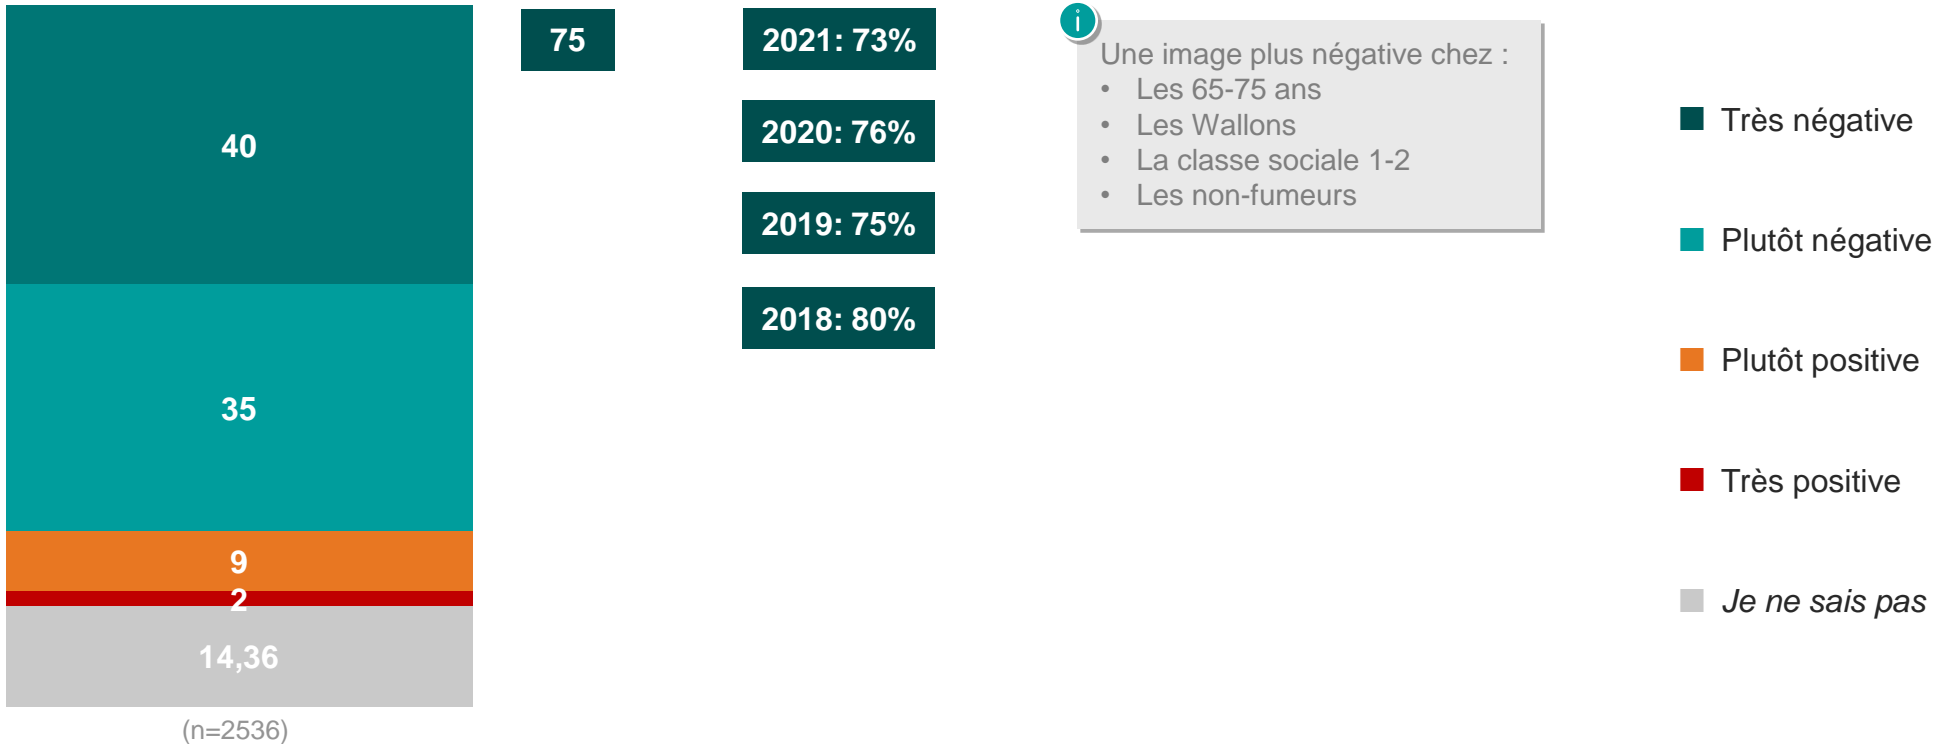 40
35
9
2
14,36
(n=2536)
75
2021: 73%
2020: 76%
2019: 75%
2018: 80%
i
Une image plus négative chez :
• Les 65-75 ans
• Les Wallons
• La classe sociale 1-2
• Les non-fumeurs
Très négative
Plutôt négative
Plutôt positive
Très positive
Je ne sais pas